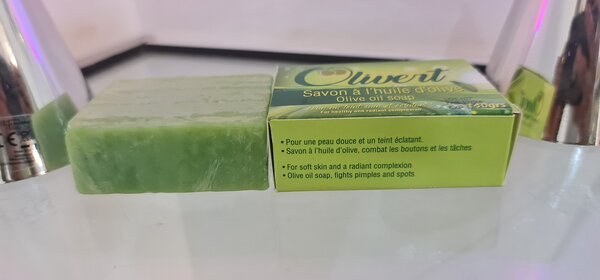 Olivert
Savon à l'huile d'olive
Olive oil soap
For healthy and radiant complexion
• Pour une peau douce et un teint éclatant.
• Savon à l'huile d'olive, combat les boutons et les tâches
• For soft skin and a radiant complexion
• Olive oil soap, fights pimples and spots